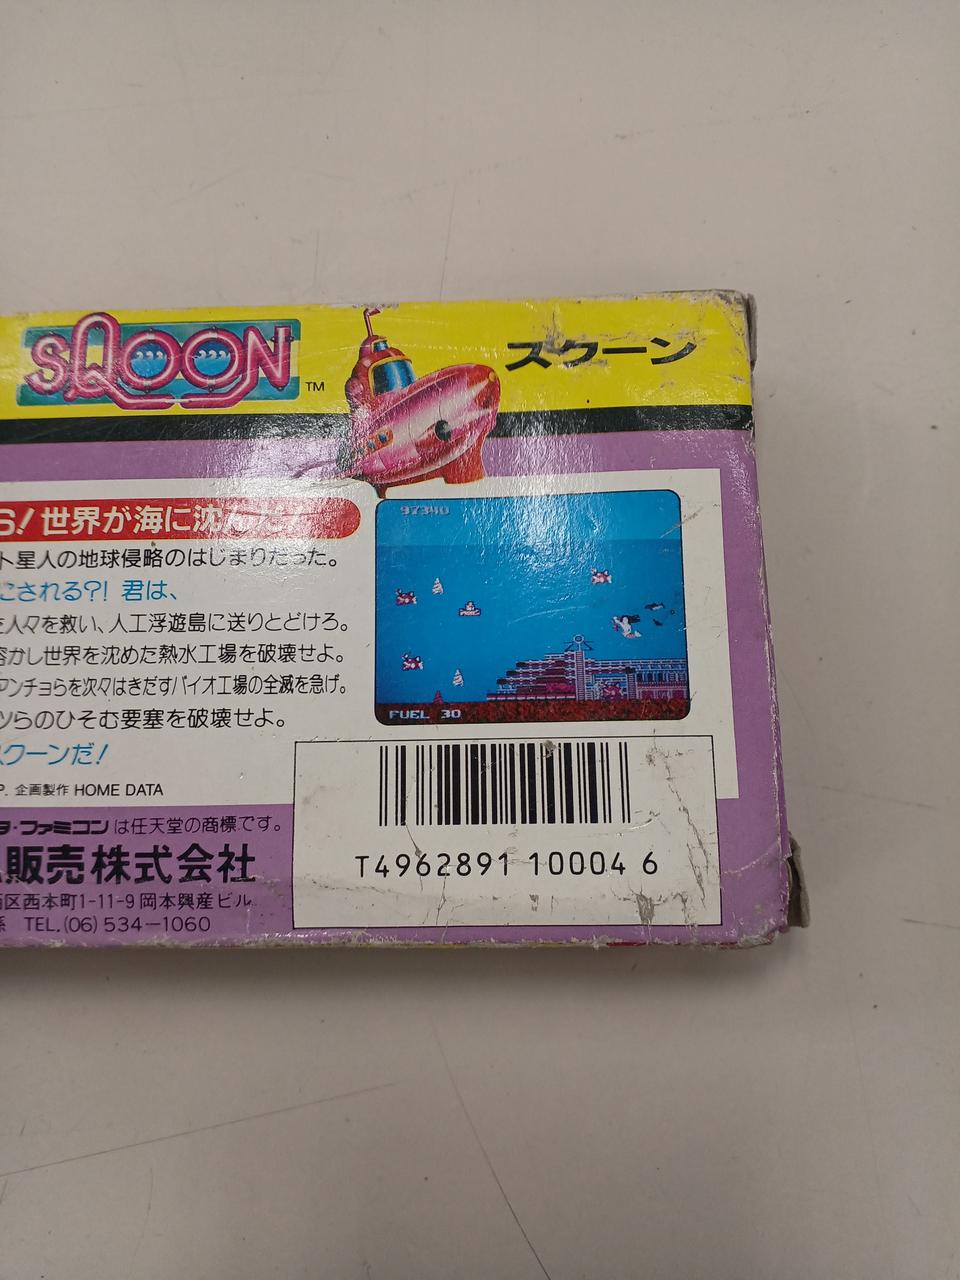 SQOON TM
スクーン
ら! 世界が海に沈んだ!
ト星人の地球侵略のはじまりだった。
にされる?! 君は、
と人々を救い、人工浮遊島に送りとどけろ。
溶かし世界を沈めた熱水工場を破壊せよ。
アンチョらを次々はきだすバイオ工場の全滅を急げ。
ツらのひそむ要塞を破壊せよ。
スクーンだ!
P. 企画製作 HOME DATA
97340
FUEL 30
ファミコンは任天堂の商標です。
販売株式会社
区西本町1-11-9 岡本興産ビル
係 TEL.(06)534-1060
T4962891 10004 6